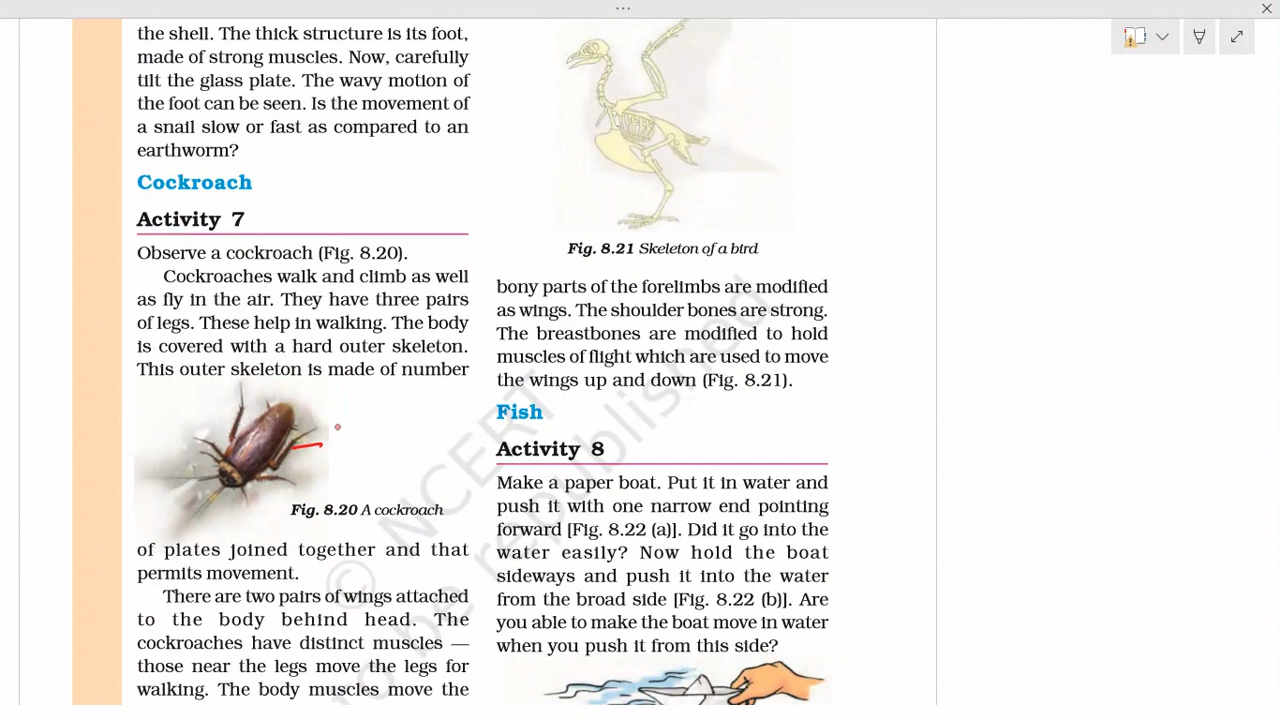 the shell. The thick structure is its foot,
made of strong muscles. Now, carefully
tilt the glass plate. The wavy motion of
the foot can be seen. Is the movement of
a snail slow or fast as compared to an
earthworm?
Cockroach
Activity 7
Observe a cockroach (Fig. 8.20).
Cockroaches walk and climb as well
as fly in the air. They have three pairs
of legs. These help in walking. The body
is covered with a hard outer skeleton.
This outer skeleton is made of number
Fig. 8.20 A cockroach
of plates joined together and that
permits movement.
There are two pairs of wings attached
to the body behind head. The
cockroaches have distinct muscles —
those near the legs move the legs for
walking. The body muscles move the
Fig. 8.21 Skeleton of a bird
bony parts of the forelimbs are modified
as wings. The shoulder bones are strong.
The breastbones are modified to hold
muscles of flight which are used to move
the wings up and down (Fig. 8.21).
Fish
Activity 8
Make a paper boat. Put it in water and
push it with one narrow end pointing
forward [Fig. 8.22 (a)]. Did it go into the
water easily? Now hold the boat
sideways and push it into the water
from the broad side [Fig. 8.22 (b)]. Are
you able to make the boat move in water
when you push it from this side?
© NCERT
to be republished